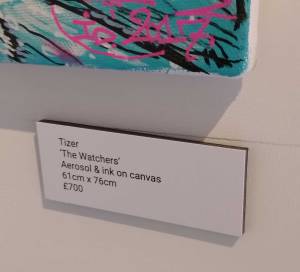 Tizer
'The Watchers'
Aerosol & ink on canvas
61cm x 76cm
£700